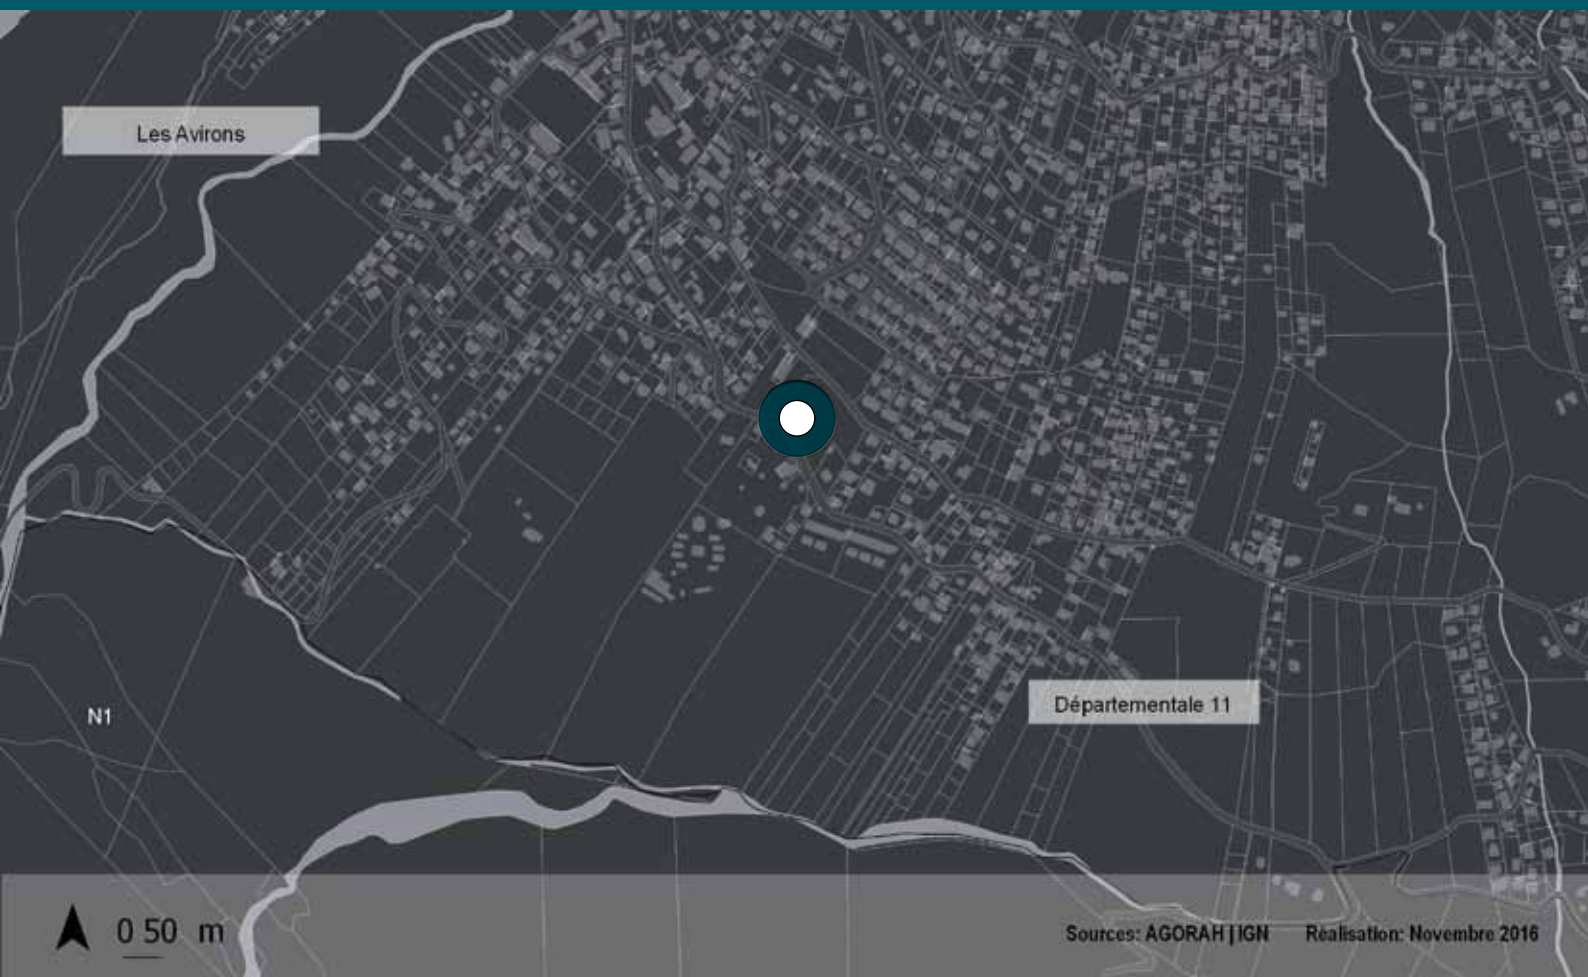 Les Avirons
Départementale 11
N1
0 50 m
Sources: AGORAH | IGN Réalisation: Novembre 2016